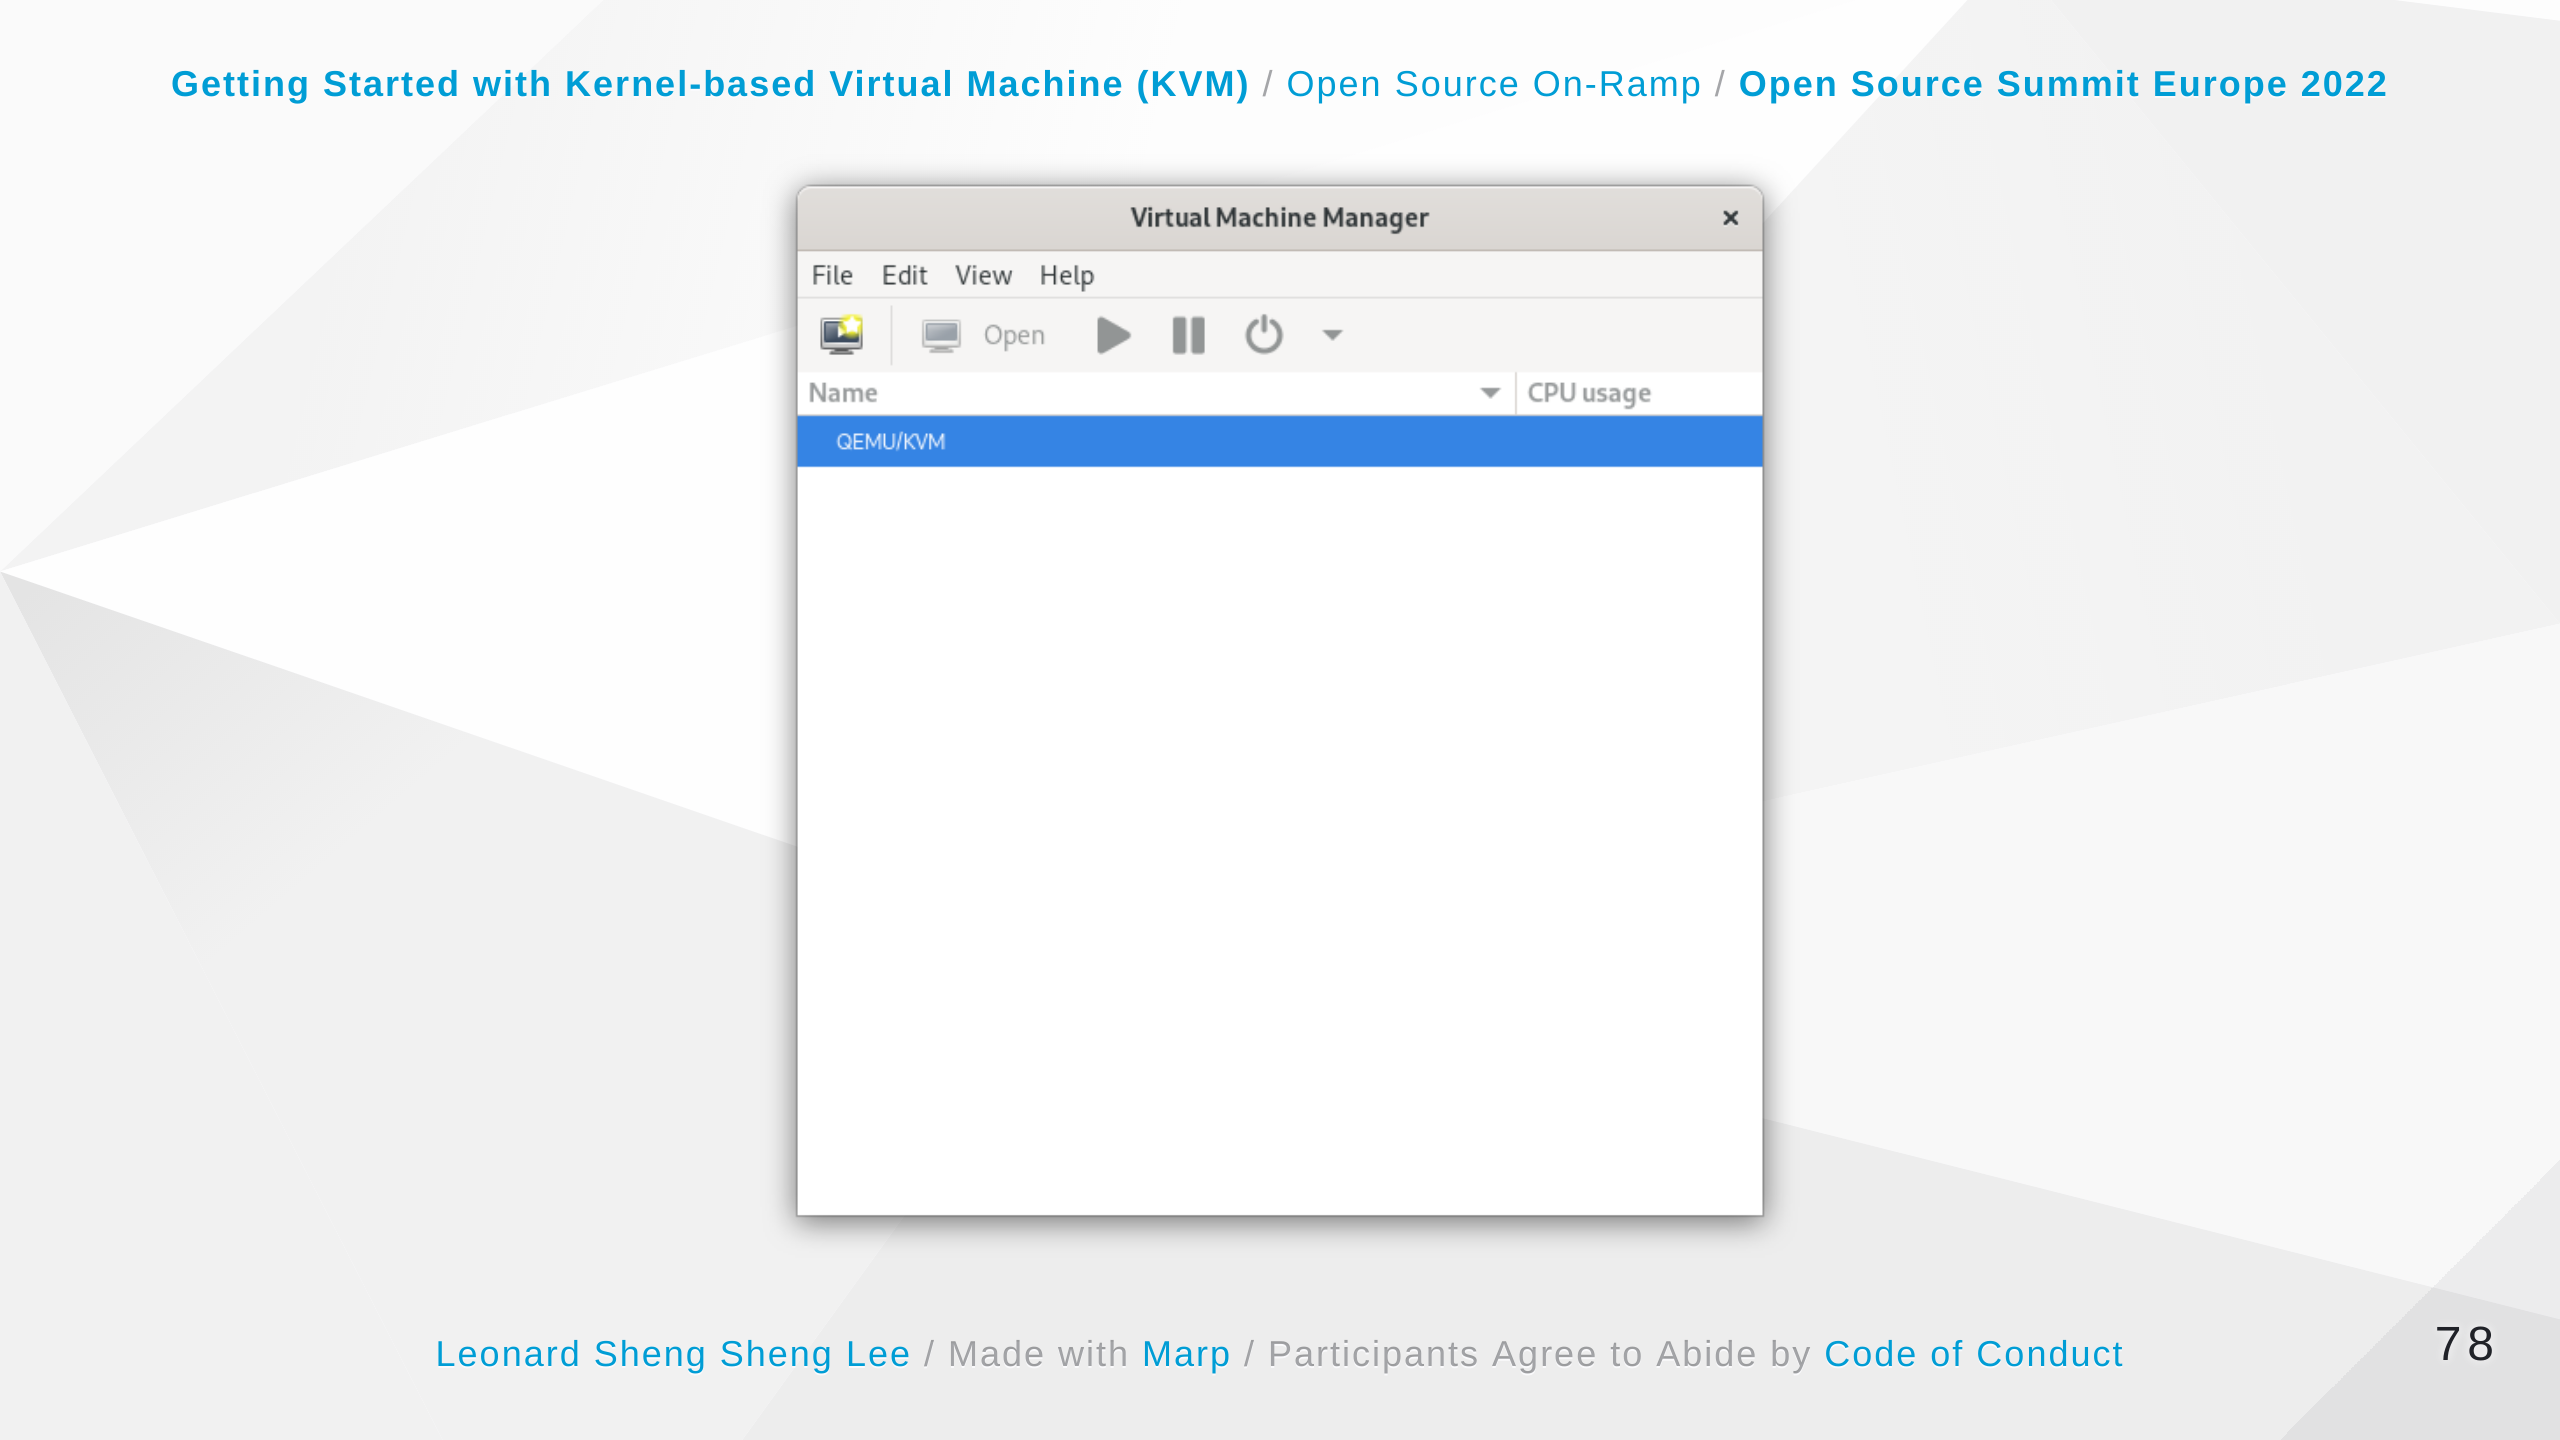 Getting Started with Kernel-based Virtual Machine (KVM) / Open Source On-Ramp / Open Source Summit Europe 2022
Virtual Machine Manager
File Edit View Help
Open
Name CPU usage
QEMU/KVM
Leonard Sheng Sheng Lee / Made with Marp / Participants Agree to Abide by Code of Conduct
78